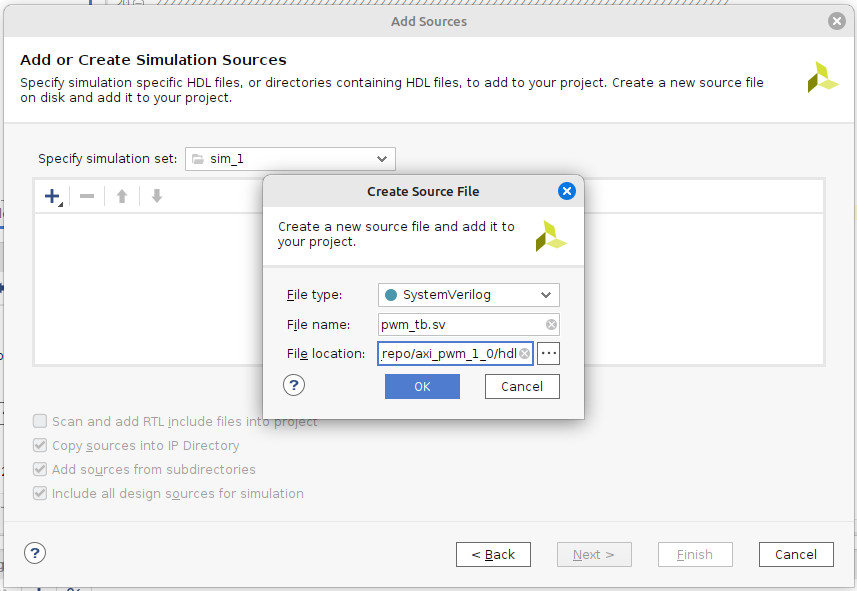 Add Sources
Add or Create Simulation Sources
Specify simulation specific HDL files, or directories containing HDL files, to add to your project. Create a new source file
on disk and add it to your project.
Specify simulation set:
sim_1
Create Source File
Create a new source file and add it to
your project.
File type:
SystemVerilog
File name:
pwm_tb.sv
File location:
repo/axi_pwm_1_0/hdl
...
?
OK
Cancel
Scan and add RTL include files into project
Copy sources into IP Directory
Add sources from subdirectories
Include all design sources for simulation
?
< Back
Next >
Finish
Cancel